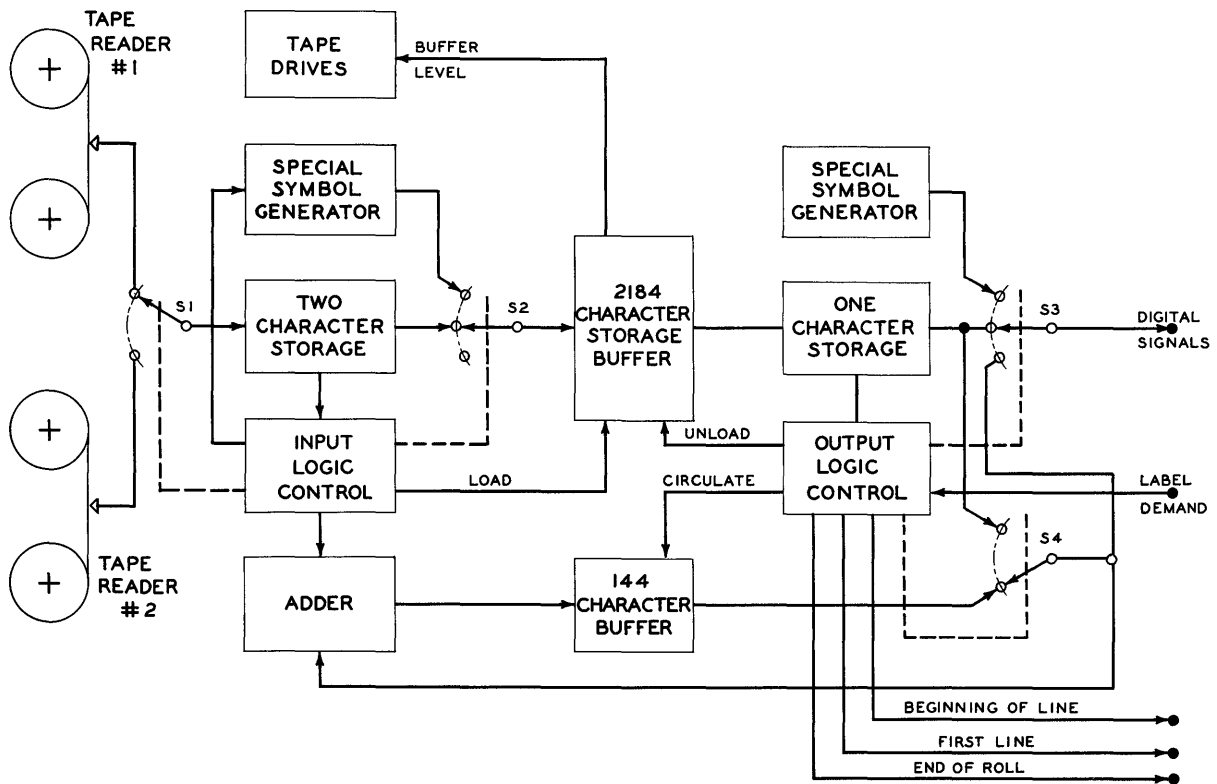 TAPE
READER
#1
TAPE
DRIVES
BUFFER
LEVEL
SPECIAL
SYMBOL
GENERATOR
SPECIAL
SYMBOL
GENERATOR
S1
TWO
CHARACTER
STORAGE
S2
2184
CHARACTER
STORAGE
BUFFER
ONE
CHARACTER
STORAGE
S3
DIGITAL
SIGNALS
INPUT
LOGIC
CONTROL
LOAD
UNLOAD
CIRCULATE
OUTPUT
LOGIC
CONTROL
LABEL
DEMAND
S4
TAPE
READER
#2
ADDER
144
CHARACTER
BUFFER
BEGINNING OF LINE
FIRST LINE
END OF ROLL